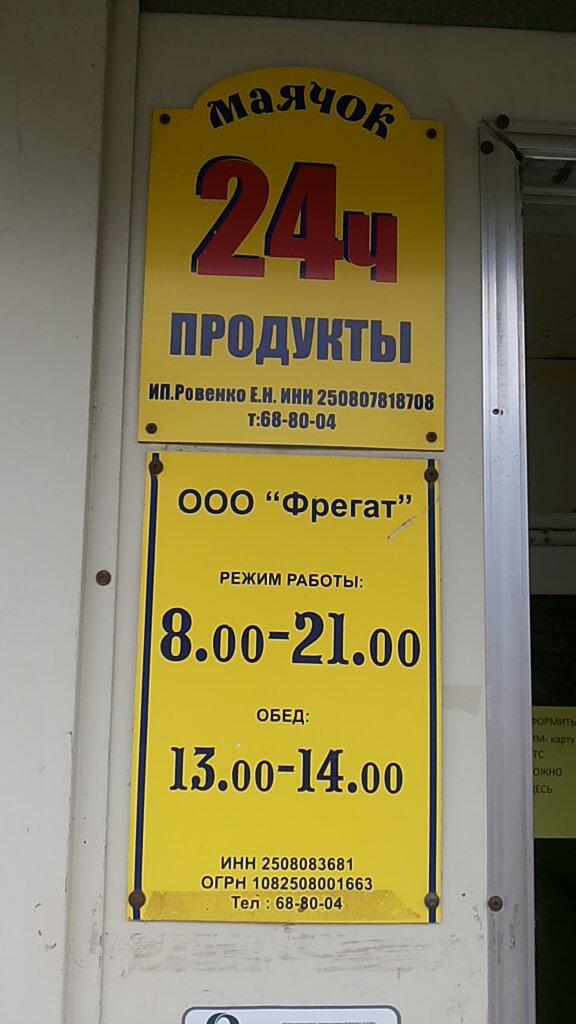 маячок
24ч
ПРОДУКТЫ
ИП.Ровенко Е.Н. ИНН 250807818708
т:68-80-04
ООО “Фрегат”
РЕЖИМ РАБОТЫ:
8.00-21.00
ОБЕД:
13.00-14.00
ИНН 2508083681
ОГРН 1082508001663
Тел : 68-80-04
карту